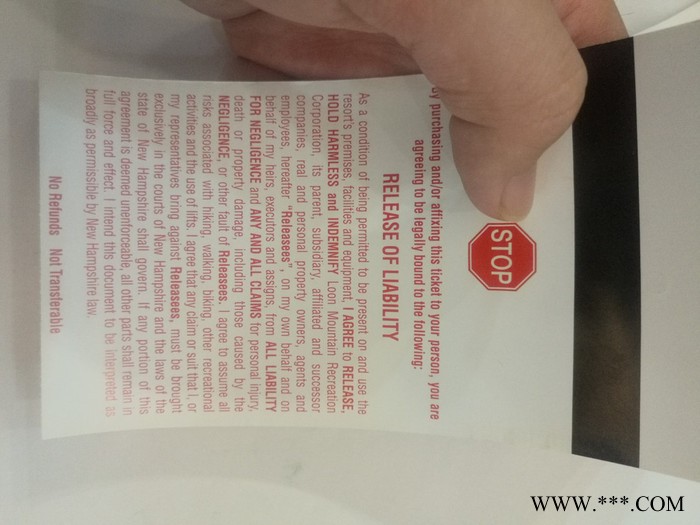 STOP
By purchasing and/or affixing this ticket to your person, you are
agreeing to be legally bound to the following:
RELEASE OF LIABILITY
As a condition of being permitted to be present on and use the
resort's premises, facilities and equipment, I AGREE to RELEASE,
HOLD HARMLESS and INDEMNIFY Loon Mountain Recreation
Corporation, its parent, subsidiary, affiliated and successor
companies, real and personal property owners, agents and
employees, hereafter "Releasees", on my own behalf and on
behalf of my heirs, executors and assigns, from ALL LIABILITY
FOR NEGLIGENCE and ANY AND ALL CLAIMS for personal injury,
death or property damage, including those caused by the
NEGLIGENCE, or other fault of Releasees. I agree to assume all
risks associated with hiking, walking, biking, other recreational
activities and the use of lifts. I agree that any claim or suit that I, or
my representatives bring against Releasees, must be brought
exclusively in the courts of New Hampshire and the laws of the
state of New Hampshire shall govern. If any portion of this
agreement is deemed unenforceable, all other parts shall remain in
full force and effect. I intend this document to be interpreted as
broadly as permissible by New Hampshire law.
No Refunds Not Transferable
WWW.***.COM